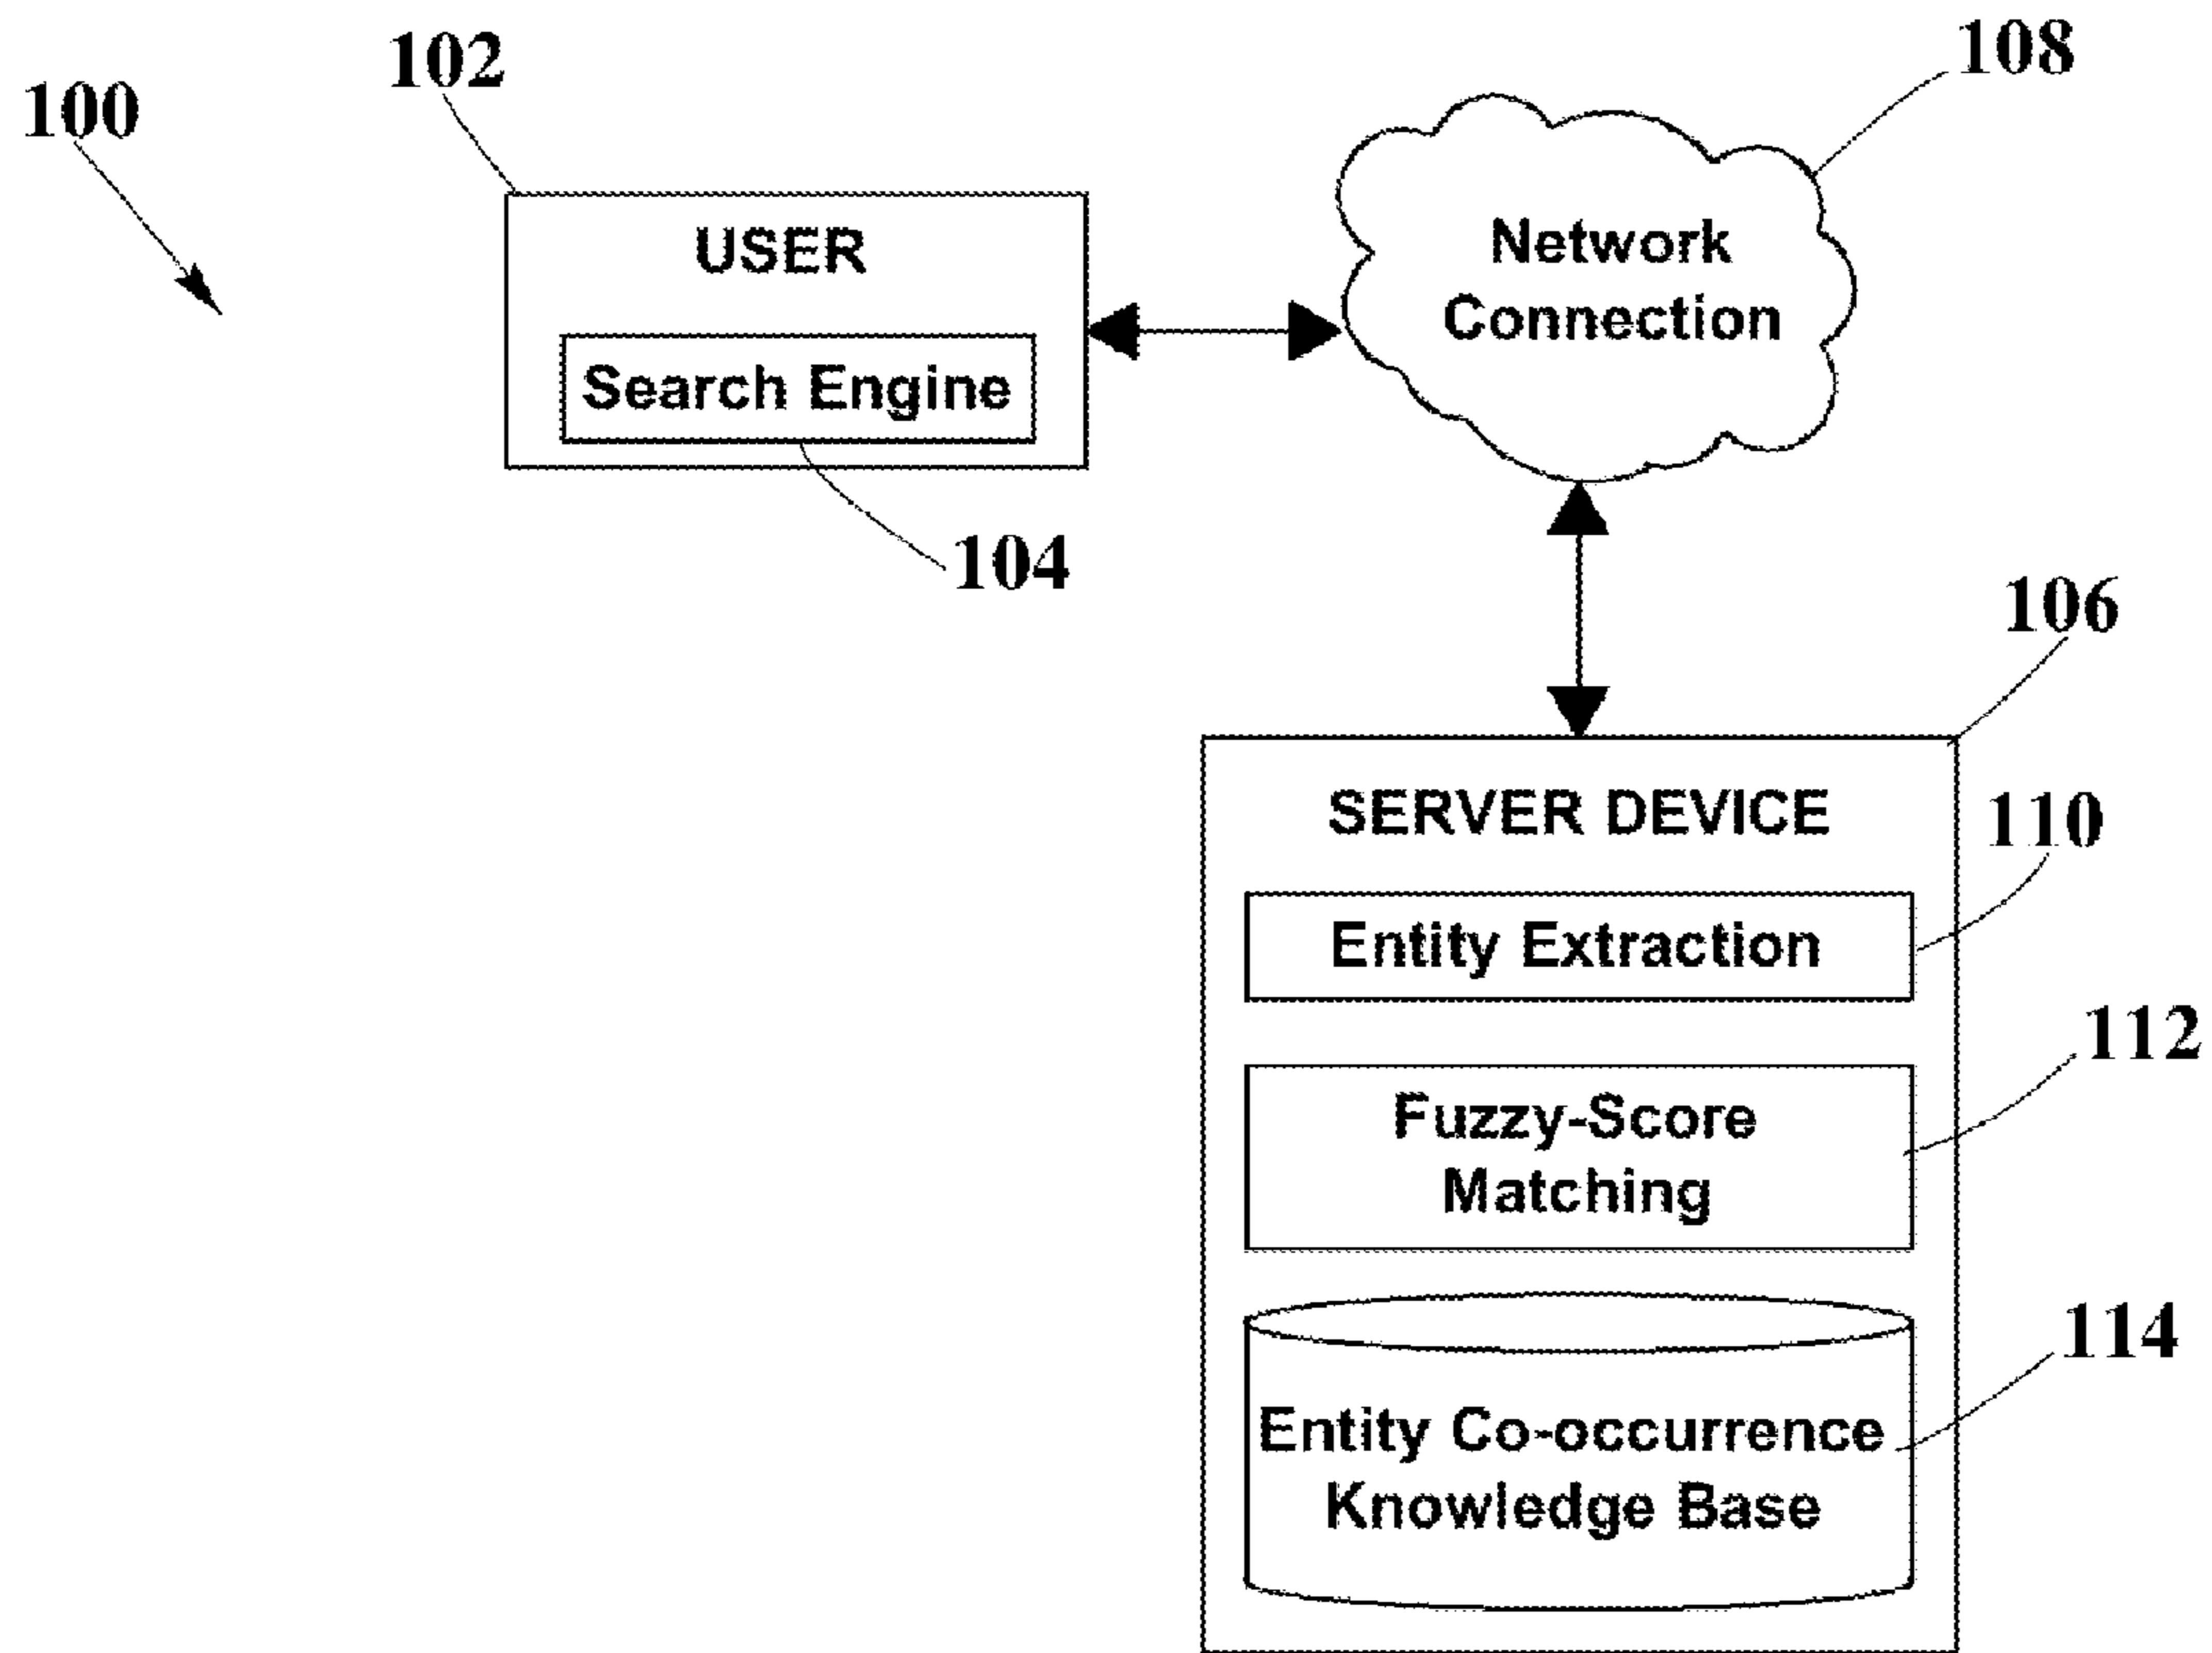 100
102
108
USER
Search Engine
104
Network
Connection
106
SERVER DEVICE
110
Entity Extraction
112
Fuzzy-Score
Matching
114
Entity Co-occurrence
Knowledge Base